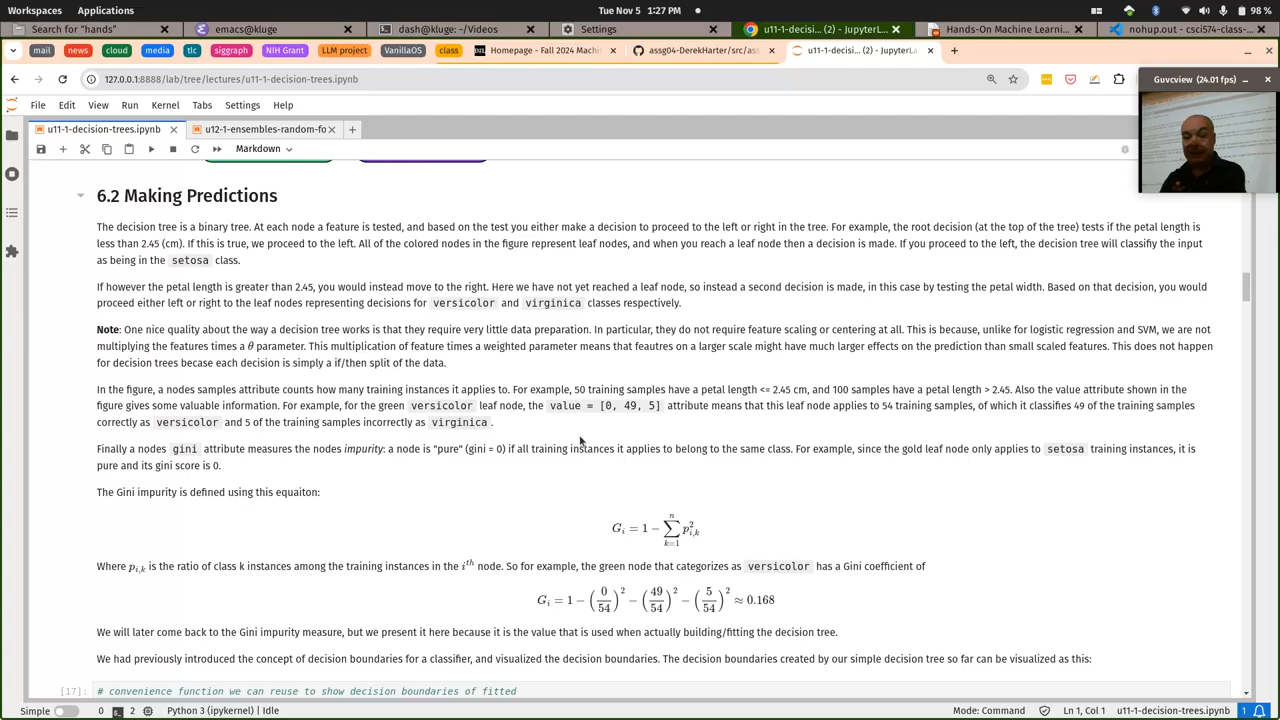 Workspaces Applications Tue Nov 5 1:27 PM 98 %
Search for "hands" emacs@kluge dash@kluge: ~/Videos Settings u11-1-decisi... (2) - JupyterL... Hands-On Machine Learni... nohup.out - csci574-class-...
mail news cloud media tlc siggraph NIH Grant LLM project VanillaOS class Homepage - Fall 2024 Machin assg04-DerekHarter/src/ass u11-1-decisi... (2) - JupyterL
127.0.0.1:8888/lab/tree/lectures/u11-1-decision-trees.ipynb
Guvcview (24.01 fps)
File Edit View Run Kernel Tabs Settings Help
u11-1-decision-trees.ipynb u12-1-ensembles-random-fo
Markdown
6.2 Making Predictions
The decision tree is a binary tree. At each node a feature is tested, and based on the test you either make a decision to proceed to the left or right in the tree. For example, the root decision (at the top of the tree) tests if the petal length is
less than 2.45 (cm). If this is true, we proceed to the left. All of the colored nodes in the figure represent leaf nodes, and when you reach a leaf node then a decision is made. If you proceed to the left, the decision tree will classifiy the input
as being in the setosa class.
If however the petal length is greater than 2.45, you would instead move to the right. Here we have not yet reached a leaf node, so instead a second decision is made, in this case by testing the petal width. Based on that decision, you would
proceed either left or right to the leaf nodes representing decisions for versicolor and virginica classes respectively.
Note: One nice quality about the way a decision tree works is that they require very little data preparation. In particular, they do not require feature scaling or centering at all. This is because, unlike for logistic regression and SVM, we are not
multiplying the features times a θ parameter. This multiplication of feature times a weighted parameter means that feautres on a larger scale might have much larger effects on the prediction than small scaled features. This does not happen
for decision trees becase each decision is simply a if/then split of the data.
In the figure, a nodes samples attribute counts how many training instances it applies to. For example, 50 training samples have a petal length <= 2.45 cm, and 100 samples have a petal length > 2.45. Also the value attribute shown in the
figure gives some valuable information. For example, for the green versicolor leaf node, the value = [0, 49, 5] attribute means that this leaf node applies to 54 training samples, of which it classifies 49 of the training samples
correctly as versicolor and 5 of the training samples incorrectly as virginica.
Finally a nodes gini attribute measures the nodes impurity: a node is "pure" (gini = 0) if all training instances it applies to belong to the same class. For example, since the gold leaf node only applies to setosa training instances, it is
pure and its gini score is 0.
The Gini impurity is defined using this equaiton:
G_i = 1 − ∑_{k=1}^{n} p_{i,k}^2
Where p_{i,k} is the ratio of class k instances among the training instances in the i^{th} node. So for example, the green node that categorizes as versicolor has a Gini coefficient of
G_i = 1 − (0/54)^2 − (49/54)^2 − (5/54)^2 ≈ 0.168
We will later come back to the Gini impurity measure, but we present it here because it is the value that is used when actually building/fitting the decision tree.
We had previously introduced the concept of decision boundaries for a classifier, and visualized the decision boundaries. The decision boundaries created by our simple decision tree so far can be visualized as this:
[17]: # convenience function we can reuse to show decision boundaries of fitted
Simple 0 2 Python 3 (ipykernel) | Idle Mode: Command Ln 1, Col 1 u11-1-decision-trees.ipynb 1